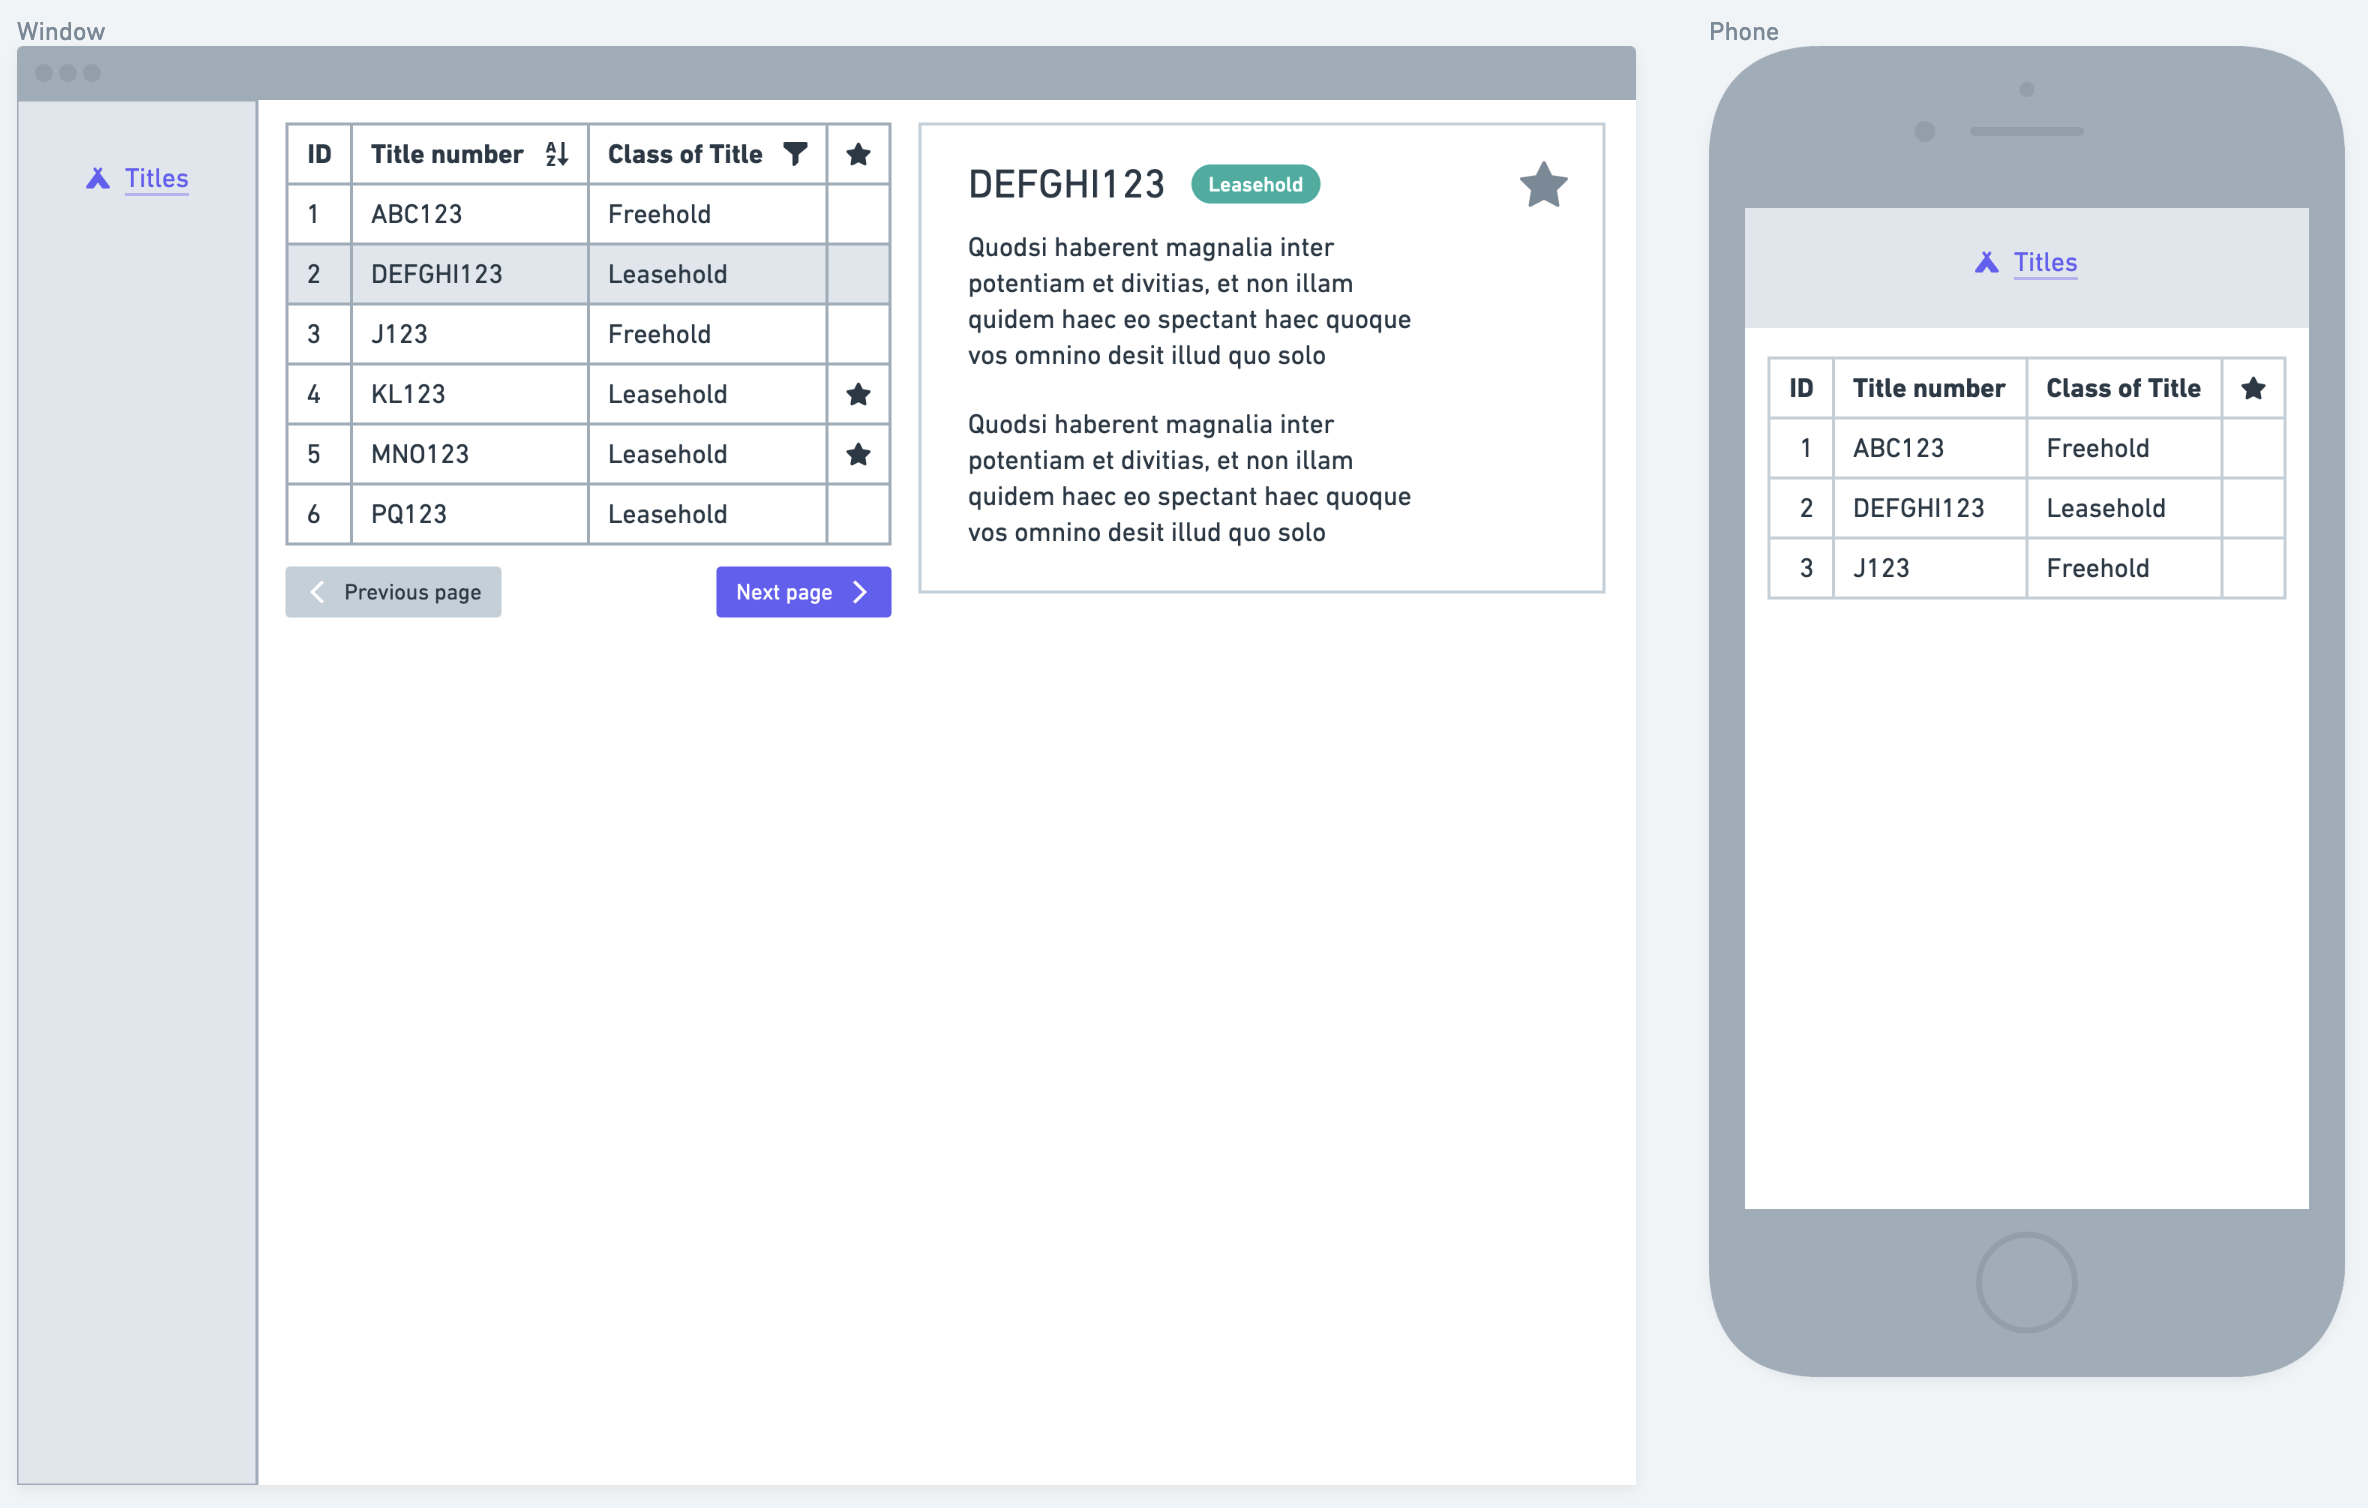 Window
Titles
ID Title number Class of Title
1 ABC123 Freehold
2 DEFGHI123 Leasehold
3 J123 Freehold
4 KL123 Leasehold
5 MNO123 Leasehold
6 PQ123 Leasehold
Previous page Next page
DEFGHI123 Leasehold
Quodsi haberent magnalia inter
potentiam et divitias, et non illam
quidem haec eo spectant haec quoque
vos omnino desit illud quo solo
Quodsi haberent magnalia inter
potentiam et divitias, et non illam
quidem haec eo spectant haec quoque
vos omnino desit illud quo solo
Phone
Titles
ID Title number Class of Title
1 ABC123 Freehold
2 DEFGHI123 Leasehold
3 J123 Freehold